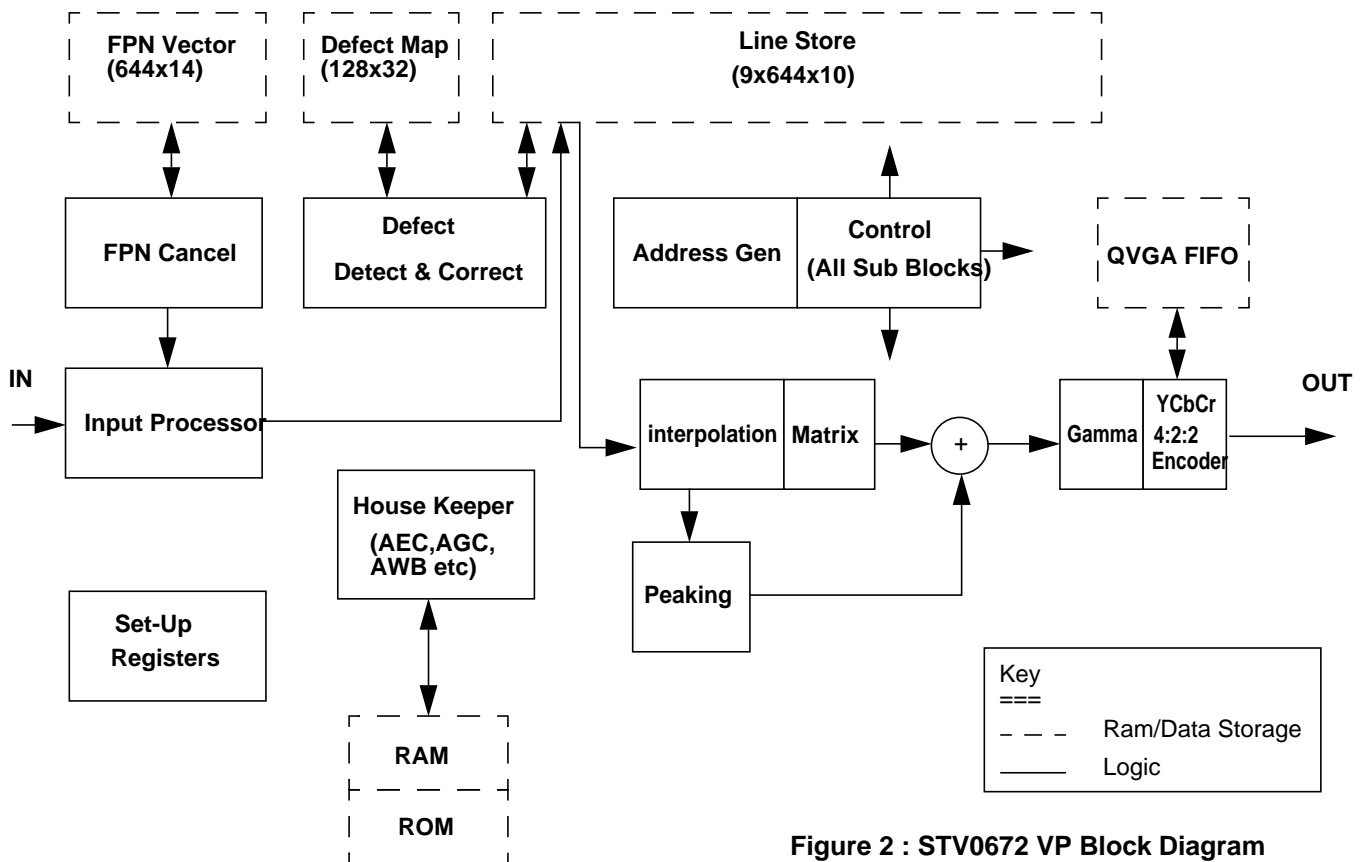 FPN Vector
(644x14)
Defect Map
(128x32)
Line Store
(9x644x10)
FPN Cancel
Defect
Detect & Correct
Address Gen
Control
(All Sub Blocks)
QVGA FIFO
IN
Input Processor
interpolation
Matrix
+
Gamma
YCbCr
4:2:2
Encoder
OUT
House Keeper
(AEC,AGC,
AWB etc)
Peaking
Set-Up
Registers
RAM
ROM
Key
===
Ram/Data Storage
Logic
Figure 2 : STV0672 VP Block Diagram